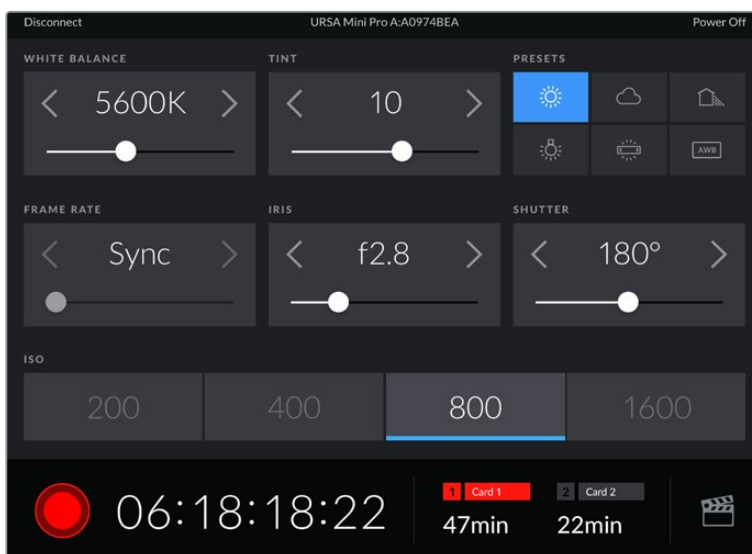 Disconnect URSA Mini Pro A:A0974BEA Power Off
WHITE BALANCE TINT PRESETS
5600K 10
AWB
FRAME RATE IRIS SHUTTER
Sync f2.8 180°
ISO
200 400 800 1600
06:18:18:22
1 Card 1 2 Card 2
47min 22min